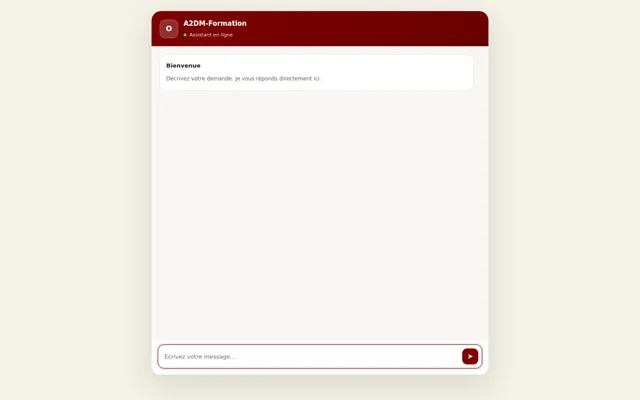 O
A2DM-Formation
Assistant en ligne
Bienvenue
Décrivez votre demande. Je vous réponds directement ici.
Ecrivez votre message...